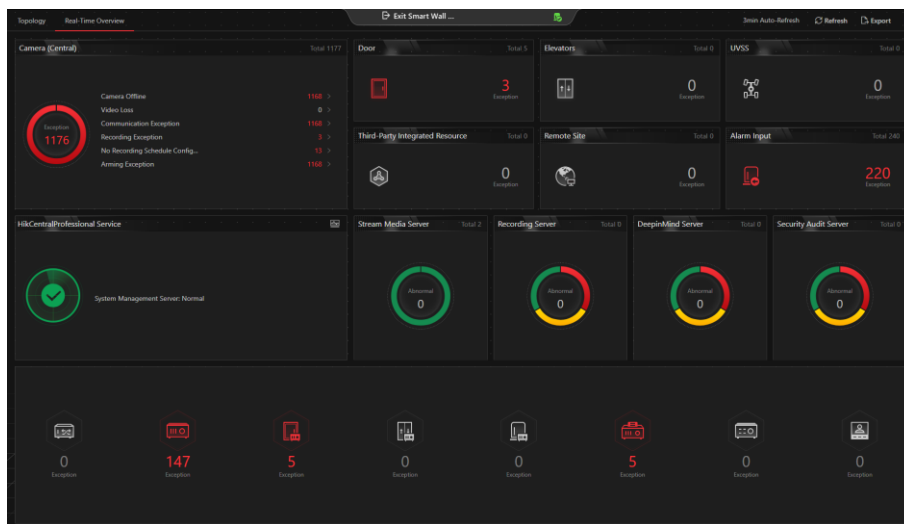 Exit Smart Wall ...
Topology Real-Time Overview 3min Auto-Refresh Refresh Export
Camera (Central) Total 1177
Exception
1176
Camera Offline 1168 >
Video Loss 0 >
Communication Exception 1168 >
Recording Exception 3 >
No Recording Schedule Config... 13 >
Arming Exception 1168 >
Door Total 5
3
Exception
Elevators Total 0
0
Exception
UVSS Total 0
0
Exception
Third-Party Integrated Resource Total 0
0
Exception
Remote Site Total 0
0
Exception
Alarm Input Total 240
220
Exception
HikCentralProfessional Service
System Management Server: Normal
Stream Media Server Total 2
Abnormal
0
Recording Server Total 0
Abnormal
0
DeepinMind Server Total 0
Abnormal
0
Security Audit Server Total 0
Abnormal
0
0 147 5 0 0 5 0 0
Exception Exception Exception Exception Exception Exception Exception Exception